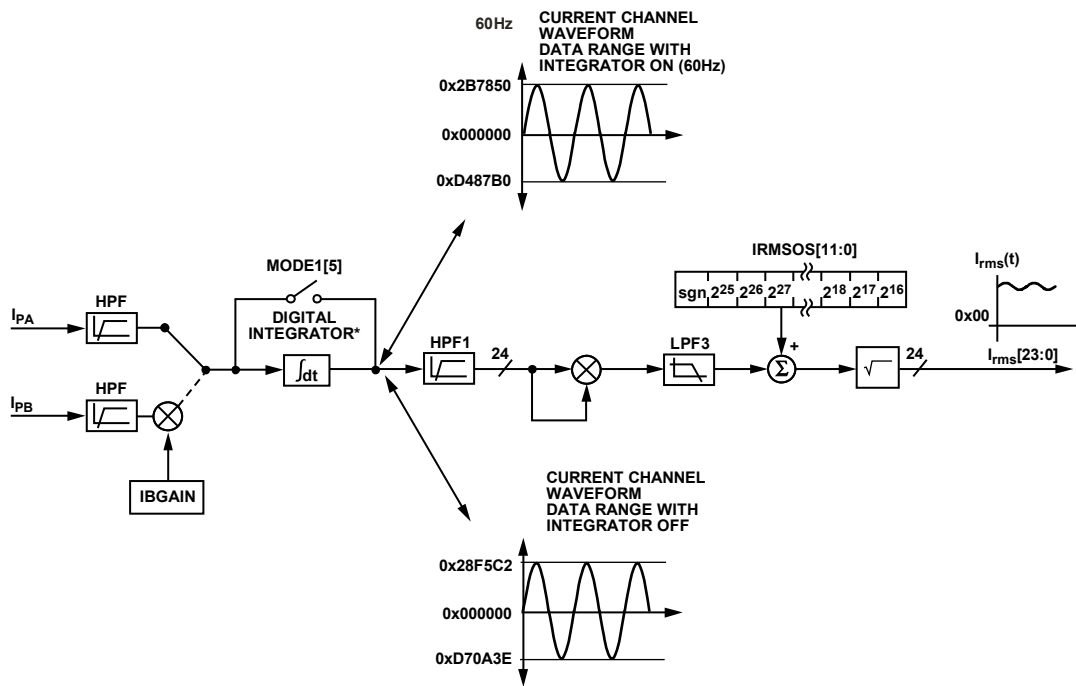 60Hz
CURRENT CHANNEL
WAVEFORM
DATA RANGE WITH
INTEGRATOR ON (60Hz)
0x2B7850
0x000000
0xD487B0
MODE1[5]
DIGITAL
INTEGRATOR*
∫dt
IPA
HPF
IPB
HPF
IBGAIN
HPF1
24
LPF3
IRMSOS[11:0]
sgn 2^25 2^26 2^27 2^18 2^17 2^16
+
Σ
√
24
Irms(t)
0x00
Irms[23:0]
CURRENT CHANNEL
WAVEFORM
DATA RANGE WITH
INTEGRATOR OFF
0x28F5C2
0x000000
0xD70A3E